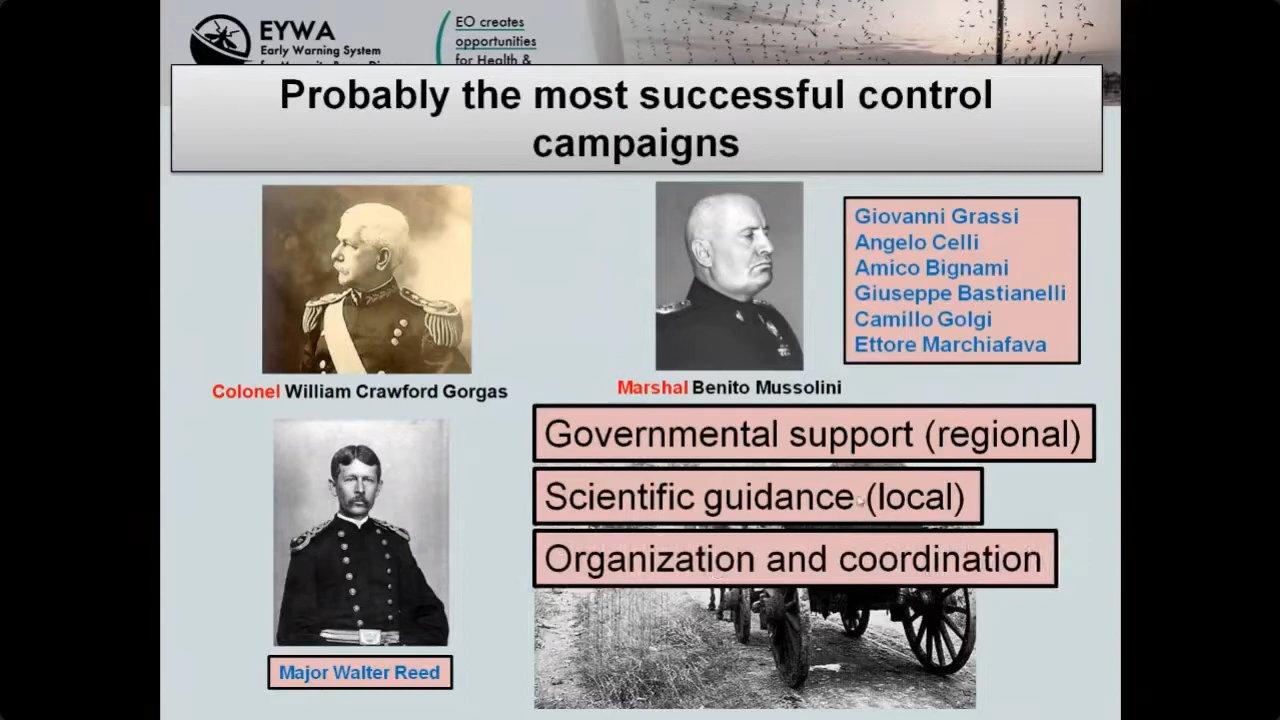 EYWA
Early Warning System
EO creates
opportunities
for Health &
Probably the most successful control
campaigns
Giovanni Grassi
Angelo Celli
Amico Bignami
Giuseppe Bastianelli
Camillo Golgi
Ettore Marchiafava
Colonel William Crawford Gorgas
Marshal Benito Mussolini
Governmental support (regional)
Scientific guidance (local)
Organization and coordination
Major Walter Reed